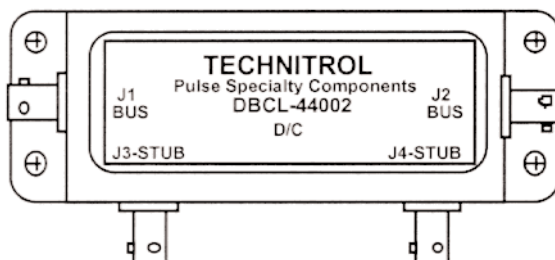 TECHNITROL
Pulse Specialty Components
J1 DBCL-44002 J2
BUS BUS
D/C
J3-STUB J4-STUB